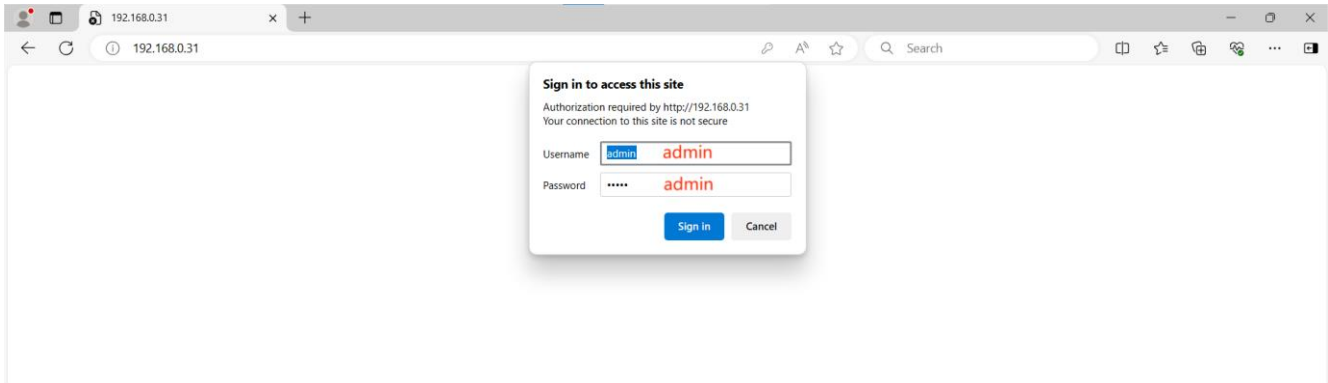 192.168.0.31
192.168.0.31
Search
Sign in to access this site
Authorization required by http://192.168.0.31
Your connection to this site is not secure
Username admin admin
Password ••••• admin
Sign in Cancel